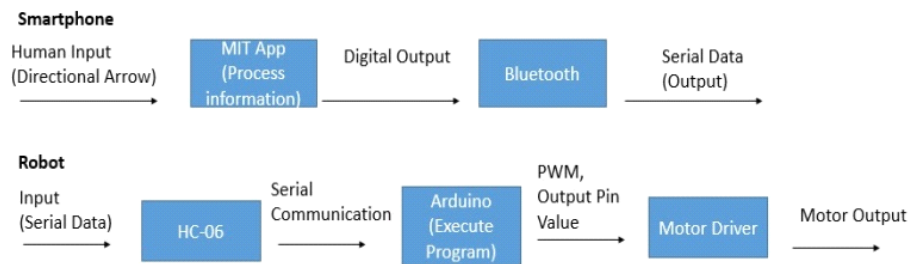 Smartphone
Human Input
(Directional Arrow)
MIT App
(Process
information)
Digital Output
Bluetooth
Serial Data
(Output)
Robot
Input
(Serial Data)
HC-06
Serial
Communication
Arduino
(Execute
Program)
PWM,
Output Pin
Value
Motor Driver
Motor Output